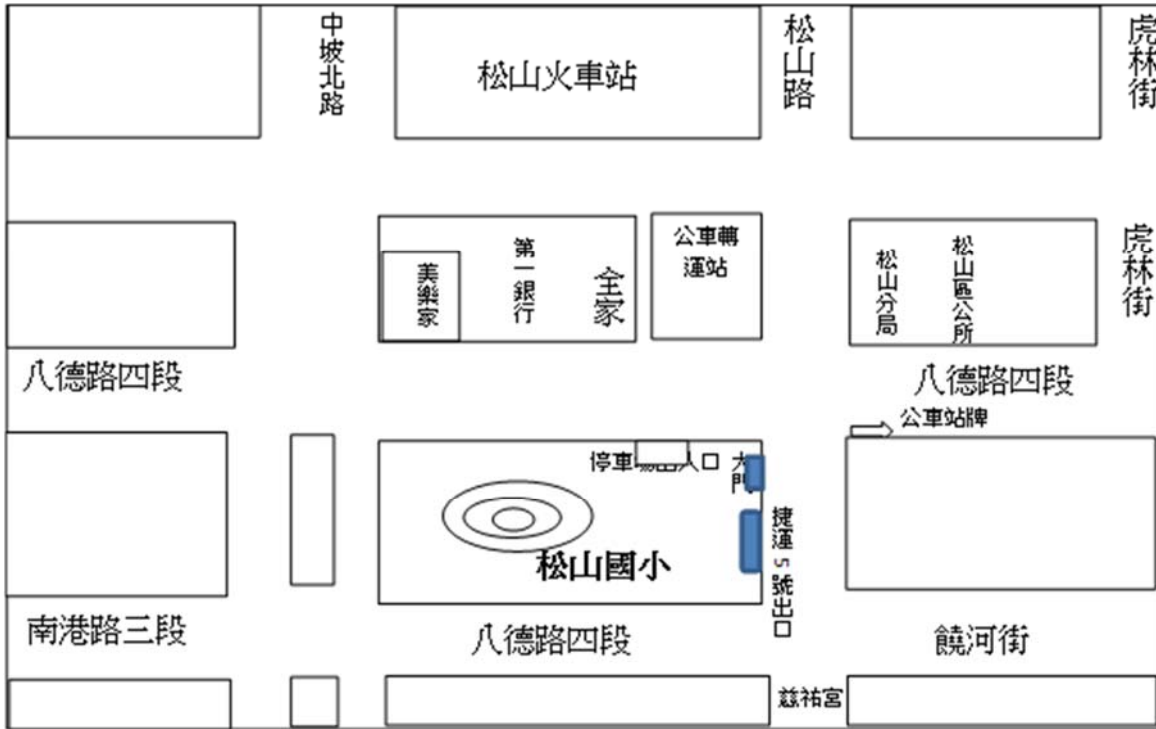 中坡北路
松山火車站
松山路
虎林街
美樂家
第一銀行
全家
公車轉
運站
松山分局
松山區公所
虎林街
八德路四段
八德路四段
公車站牌
停車場出入口
大門
捷運5號出口
松山國小
南港路三段
八德路四段
饒河街
慈祐宮